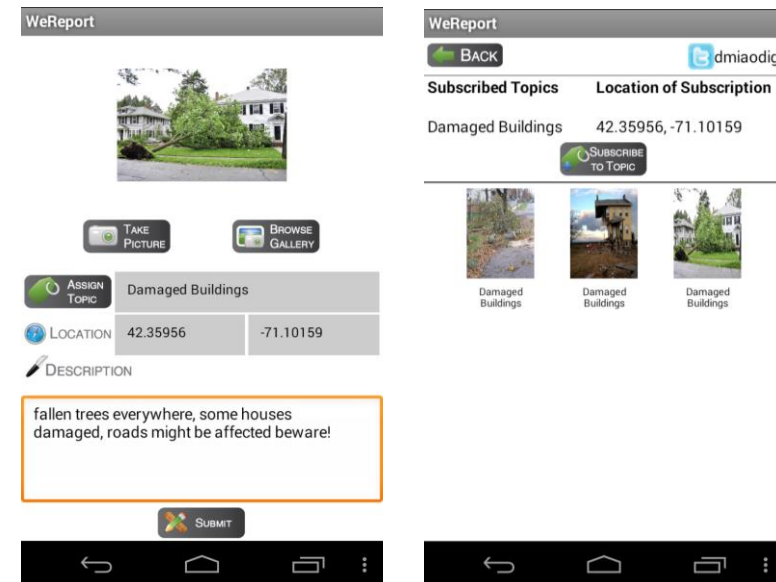 WeReport
TAKE
PICTURE
BROWSE
GALLERY
ASSIGN
TOPIC
Damaged Buildings
LOCATION
42.35956
-71.10159
DESCRIPTION
fallen trees everywhere, some houses
damaged, roads might be affected beware!
SUBMIT
WeReport
BACK
dmiaodig
Subscribed Topics
Location of Subscription
Damaged Buildings
42.35956, -71.10159
SUBSCRIBE
TO TOPIC
Damaged
Buildings
Damaged
Buildings
Damaged
Buildings